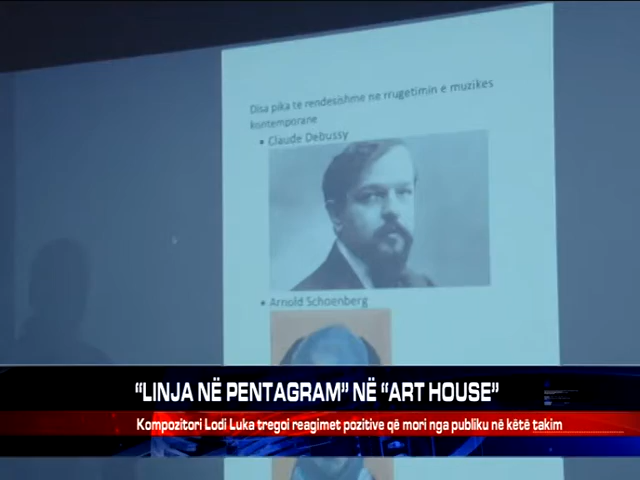 Disa pika te rendesishme ne rrugetimin e muzikes
kontemporane
• Claude Debussy
• Arnold Schoenberg
“LINJA NË PENTAGRAM” NË “ART HOUSE”
Kompozitori Lodi Luka tregoi reagimet pozitive që mori nga publiku në këtë takim